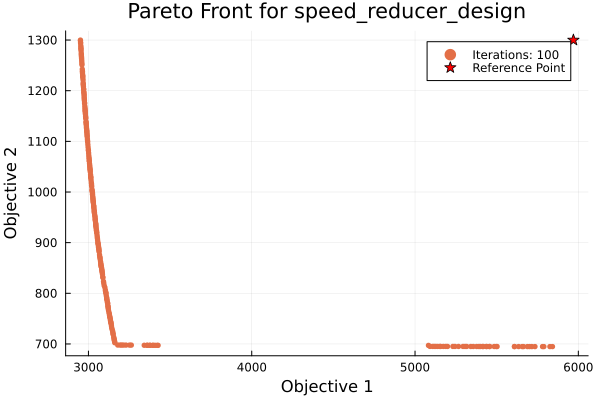 Pareto Front for speed_reducer_design
Iterations: 100
Reference Point
1300
1200
1100
1000
900
800
700
Objective 2
3000
4000
5000
6000
Objective 1